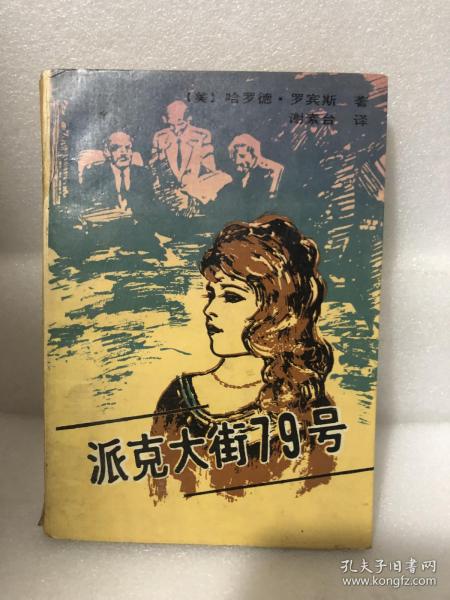 〔美〕哈罗德·罗宾斯 著
谢素台 译
派克大街79号
孔夫子旧书网
www.kongfz.com